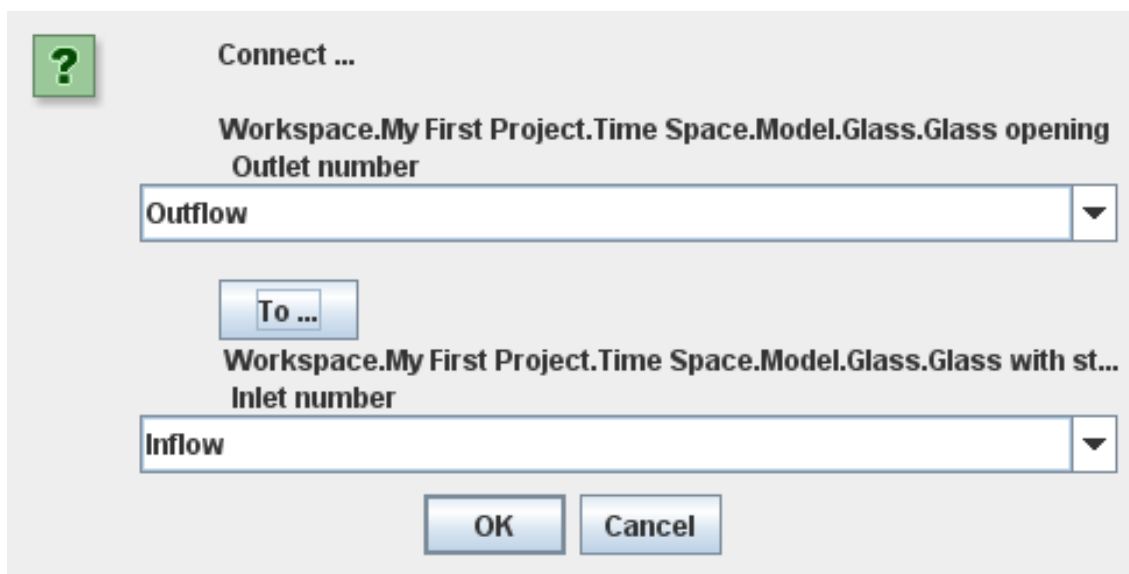 ?
Connect ...
Workspace.My First Project.Time Space.Model.Glass.Glass opening
Outlet number
Outflow
To ...
Workspace.My First Project.Time Space.Model.Glass.Glass with st...
Inlet number
Inflow
OK Cancel